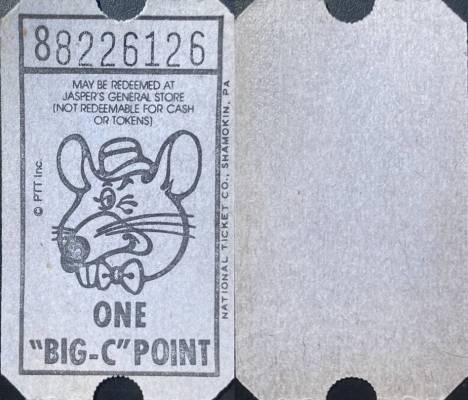 88226126
MAY BE REDEEMED AT
JASPER'S GENERAL STORE
(NOT REDEEMABLE FOR CASH
OR TOKENS)
© PTT Inc.
NATIONAL TICKET CO., SHAMOKIN, PA
ONE
"BIG-C" POINT